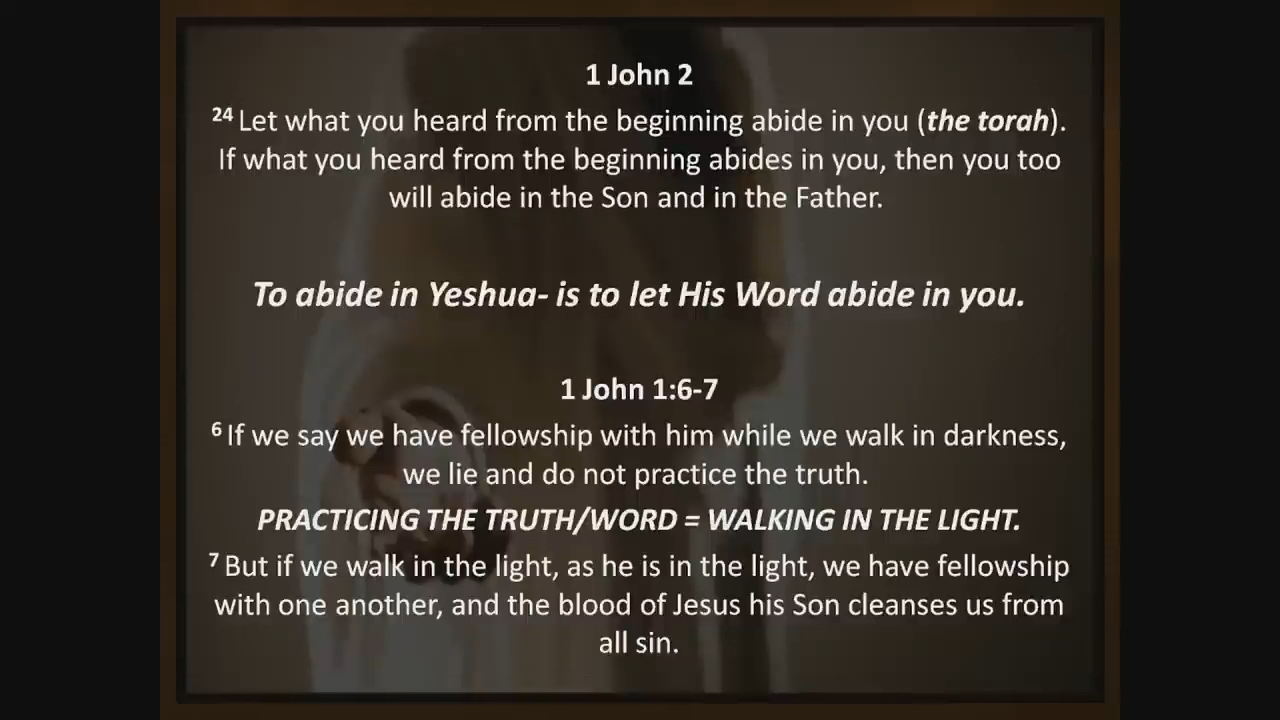 1 John 2
24 Let what you heard from the beginning abide in you (the torah).
If what you heard from the beginning abides in you, then you too
will abide in the Son and in the Father.
To abide in Yeshua- is to let His Word abide in you.
1 John 1:6-7
6 If we say we have fellowship with him while we walk in darkness,
we lie and do not practice the truth.
PRACTICING THE TRUTH/WORD = WALKING IN THE LIGHT.
7 But if we walk in the light, as he is in the light, we have fellowship
with one another, and the blood of Jesus his Son cleanses us from
all sin.